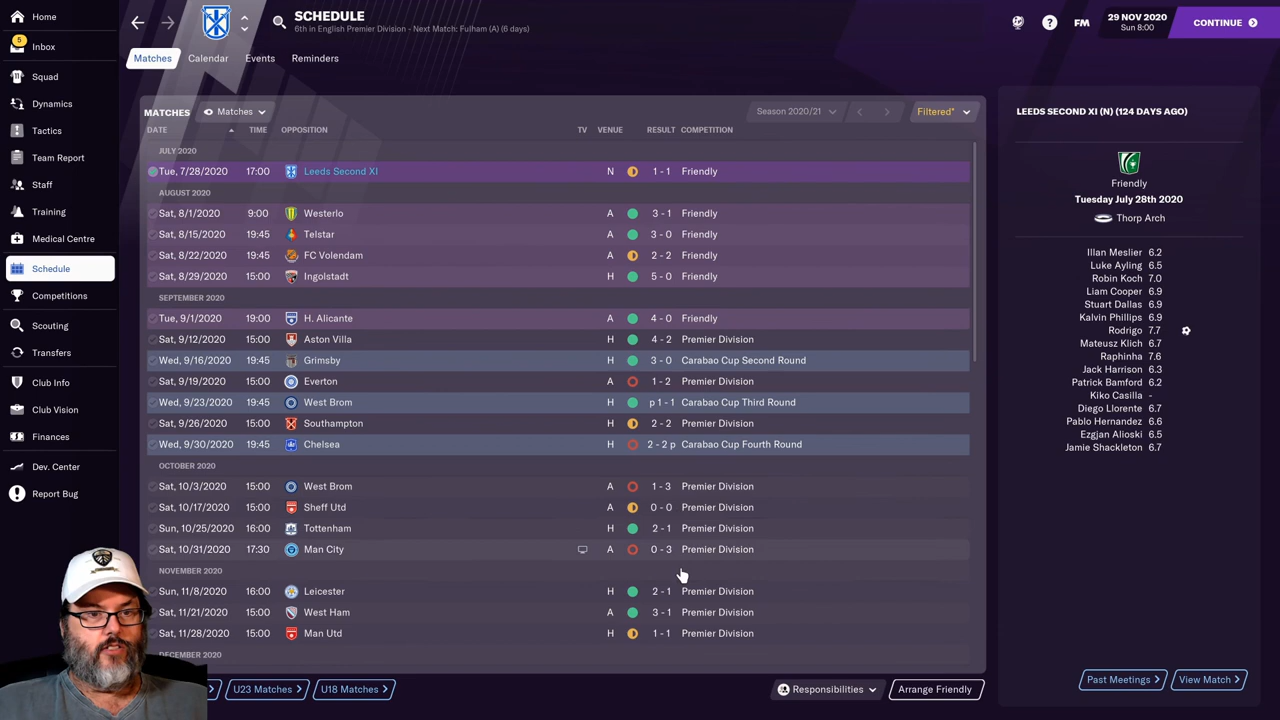 Home
5
Inbox
Squad
Dynamics
Tactics
Team Report
Staff
Training
Medical Centre
Schedule
Competitions
Scouting
Transfers
Club Info
Club Vision
Finances
Dev. Center
Report Bug
SCHEDULE
6th in English Premier Division - Next Match: Fulham (A) (6 days)
?
FM
29 NOV 2020
Sun 8:00
CONTINUE
Matches
Calendar
Events
Reminders
MATCHES
Matches
Season 2020/21
Filtered*
DATE TIME OPPOSITION TV VENUE RESULT COMPETITION
JULY 2020
Tue, 7/28/2020 17:00 Leeds Second XI N 1 - 1 Friendly
AUGUST 2020
Sat, 8/1/2020 9:00 Westerlo A 3 - 1 Friendly
Sat, 8/15/2020 19:45 Telstar A 3 - 0 Friendly
Sat, 8/22/2020 19:45 FC Volendam A 2 - 2 Friendly
Sat, 8/29/2020 15:00 Ingolstadt H 5 - 0 Friendly
SEPTEMBER 2020
Tue, 9/1/2020 19:00 H. Alicante A 4 - 0 Friendly
Sat, 9/12/2020 15:00 Aston Villa H 4 - 2 Premier Division
Wed, 9/16/2020 19:45 Grimsby H 3 - 0 Carabao Cup Second Round
Sat, 9/19/2020 15:00 Everton A 1 - 2 Premier Division
Wed, 9/23/2020 19:45 West Brom H p 1 - 1 Carabao Cup Third Round
Sat, 9/26/2020 15:00 Southampton H 2 - 2 Premier Division
Wed, 9/30/2020 19:45 Chelsea H 2 - 2 p Carabao Cup Fourth Round
OCTOBER 2020
Sat, 10/3/2020 15:00 West Brom A 1 - 3 Premier Division
Sat, 10/17/2020 15:00 Sheff Utd A 0 - 0 Premier Division
Sun, 10/25/2020 16:00 Tottenham H 2 - 1 Premier Division
Sat, 10/31/2020 17:30 Man City A 0 - 3 Premier Division
NOVEMBER 2020
Sun, 11/8/2020 16:00 Leicester H 2 - 1 Premier Division
Sat, 11/21/2020 15:00 West Ham A 3 - 1 Premier Division
Sat, 11/28/2020 15:00 Man Utd H 1 - 1 Premier Division
DECEMBER 2020
U23 Matches
U18 Matches
Responsibilities
Arrange Friendly
LEEDS SECOND XI (N) (124 DAYS AGO)
Friendly
Tuesday July 28th 2020
Thorp Arch
Illan Meslier 6.2
Luke Ayling 6.5
Robin Koch 7.0
Liam Cooper 6.9
Stuart Dallas 6.9
Kalvin Phillips 6.9
Rodrigo 7.7
Mateusz Klich 6.7
Raphinha 7.6
Jack Harrison 6.3
Patrick Bamford 6.2
Kiko Casilla -
Diego Llorente 6.7
Pablo Hernandez 6.6
Ezgjan Alioski 6.5
Jamie Shackleton 6.7
Past Meetings
View Match